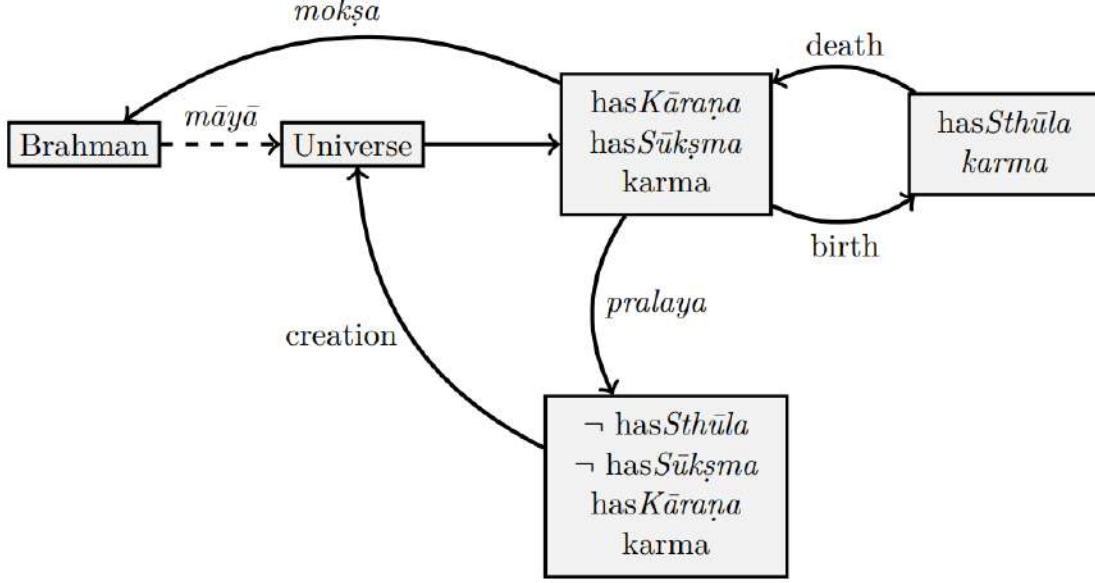 mokṣa
death
hasKāraṇa
hasSūkṣma
karma
hasSthūla
karma
māyā
Brahman
Universe
birth
pralaya
creation
¬ hasSthūla
¬ hasSūkṣma
hasKāraṇa
karma